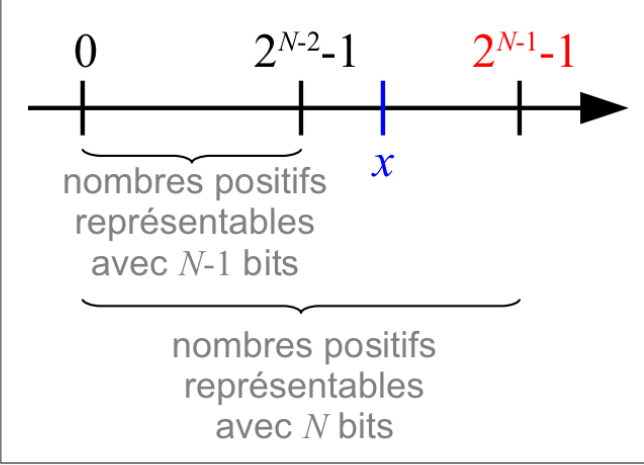 0 2^{N-2}-1 2^{N-1}-1
x
nombres positifs
représentables
avec N-1 bits
nombres positifs
représentables
avec N bits